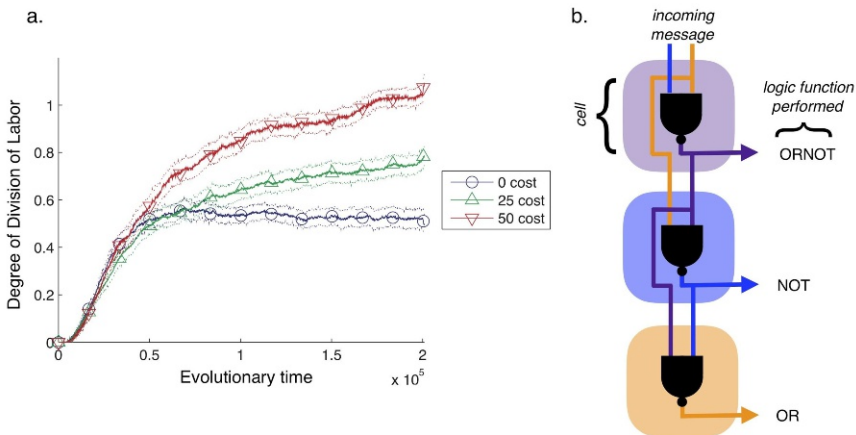 a.
Degree of Division of Labor
1
0.8
0.6
0.4
0.2
0
0 0.5 1 1.5 2
x 10^5
Evolutionary time
0 cost
25 cost
50 cost
b.
incoming
message
cell
logic function
performed
ORNOT
NOT
OR